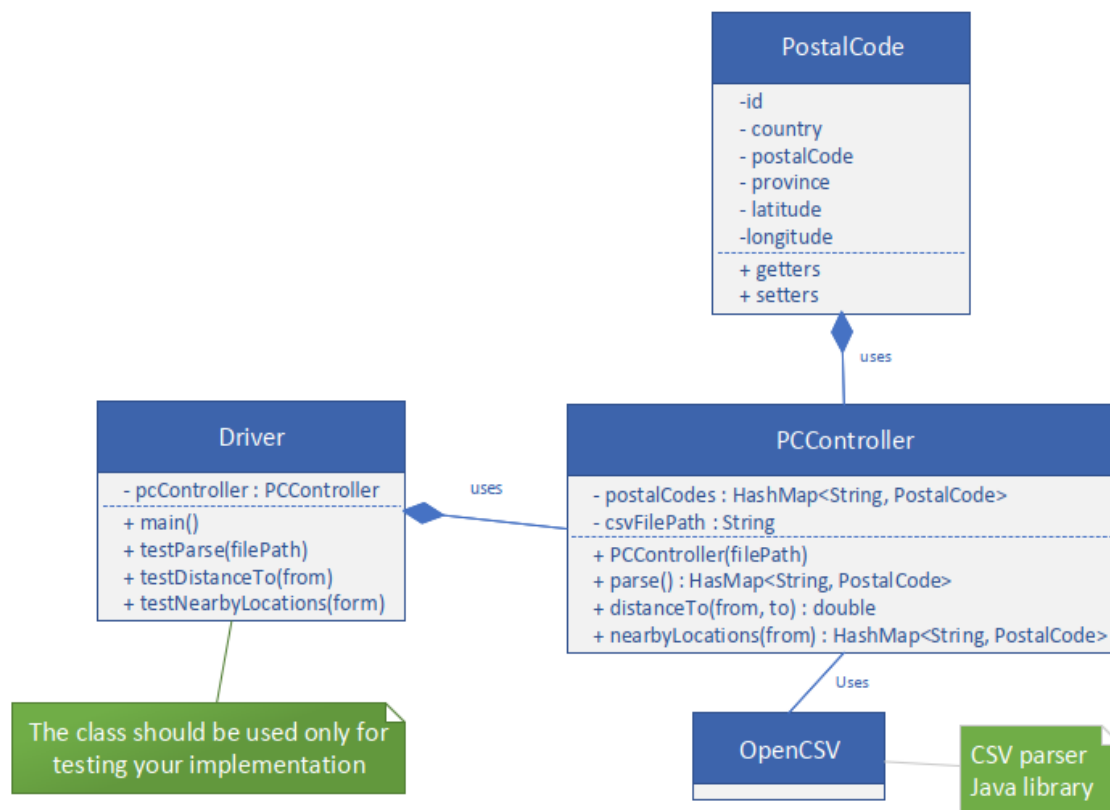 PostalCode
-id
- country
- postalCode
- province
- latitude
-longitude
+ getters
+ setters
uses
Driver
- pcController : PCController
+ main()
+ testParse(filePath)
+ testDistanceTo(from)
+ testNearbyLocations(form)
uses
PCController
- postalCodes : HashMap<String, PostalCode>
- csvFilePath : String
+ PCController(filePath)
+ parse() : HasMap<String, PostalCode>
+ distanceTo(from, to) : double
+ nearbyLocations(from) : HashMap<String, PostalCode>
Uses
The class should be used only for
testing your implementation
OpenCSV
CSV parser
Java library